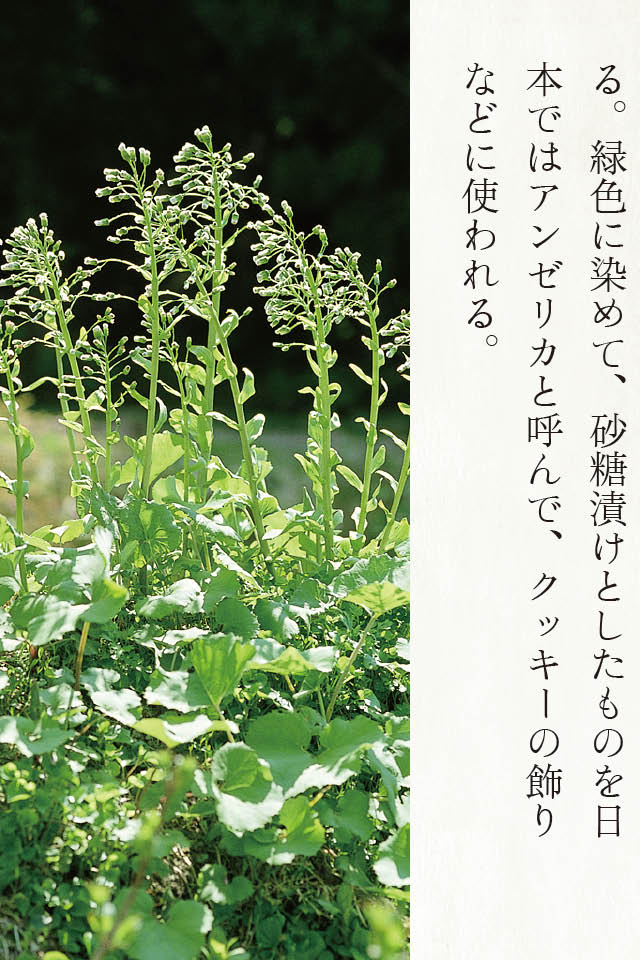 る。緑色に染めて、砂糖漬けとしたものを日
本ではアンゼリカと呼んで、クッキーの飾り
などに使われる。